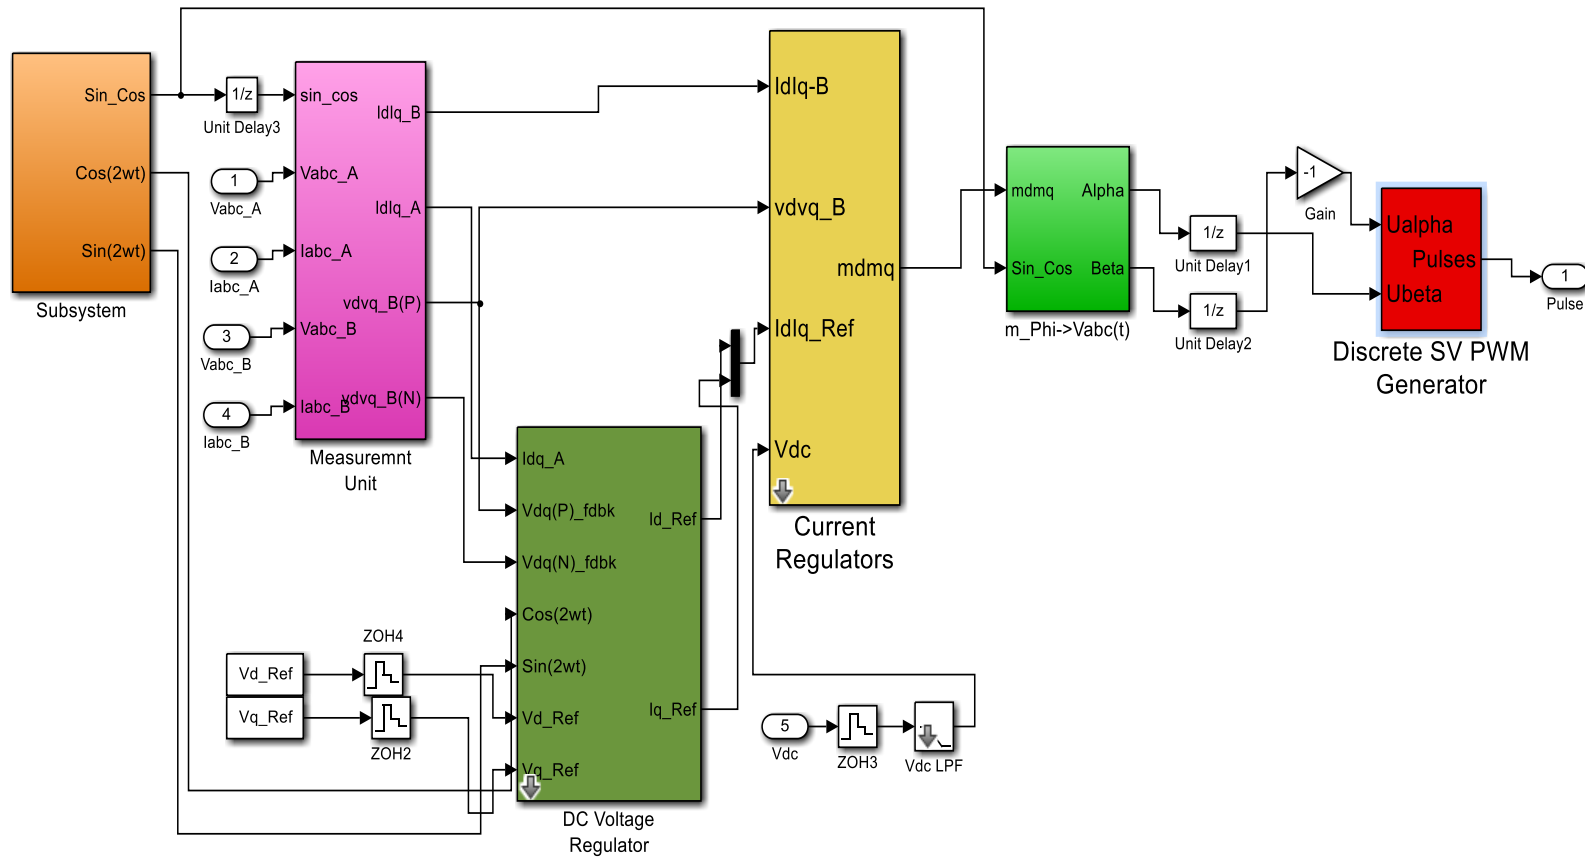 Sin_Cos
Cos(2wt)
Sin(2wt)
Subsystem
1/z
Unit Delay3
1
Vabc_A
2
Iabc_A
3
Vabc_B
4
Iabc_B
sin_cos
Vabc_A
Iabc_A
Vabc_B
Iabc_B
IdIq_B
IdIq_A
vdvq_B(P)
vdvq_B(N)
Measuremnt
Unit
Vd_Ref
Vq_Ref
ZOH4
ZOH2
Idq_A
Vdq(P)_fdbk
Vdq(N)_fdbk
Cos(2wt)
Sin(2wt)
Vd_Ref
Vq_Ref
Id_Ref
Iq_Ref
DC Voltage
Regulator
IdIq-B
vdvq_B
IdIq_Ref
Vdc
mdmq
Current
Regulators
5
Vdc
ZOH3
Vdc LPF
mdmq
Sin_Cos
Alpha
Beta
m_Phi->Vabc(t)
1/z
Unit Delay1
1/z
Unit Delay2
-1
Gain
Ualpha
Pulses
Ubeta
Discrete SV PWM
Generator
1
Pulse